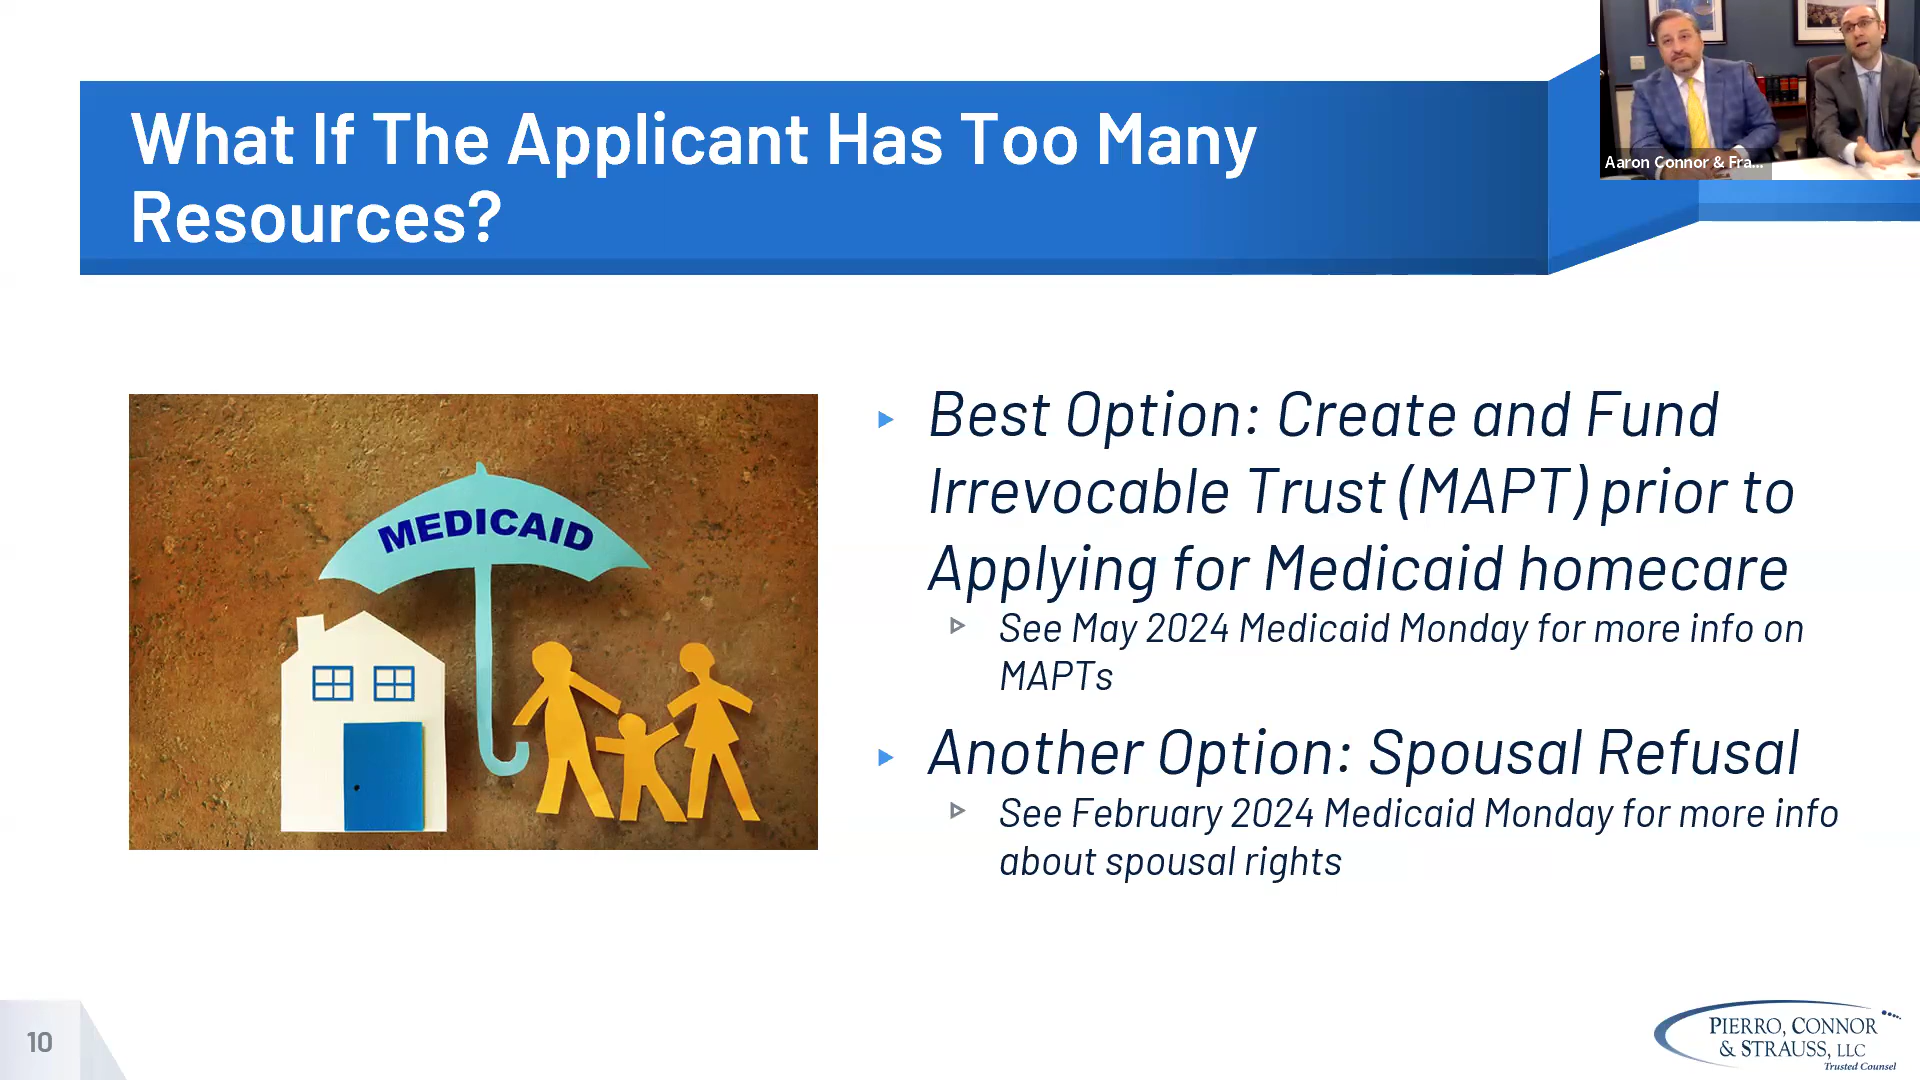 What If The Applicant Has Too Many
Resources?
Aaron Connor & Fra...
MEDICAID
Best Option: Create and Fund
Irrevocable Trust (MAPT) prior to
Applying for Medicaid homecare
See May 2024 Medicaid Monday for more info on
MAPTs
Another Option: Spousal Refusal
See February 2024 Medicaid Monday for more info
about spousal rights
10
PIERRO, CONNOR
& STRAUSS, LLC
Trusted Counsel